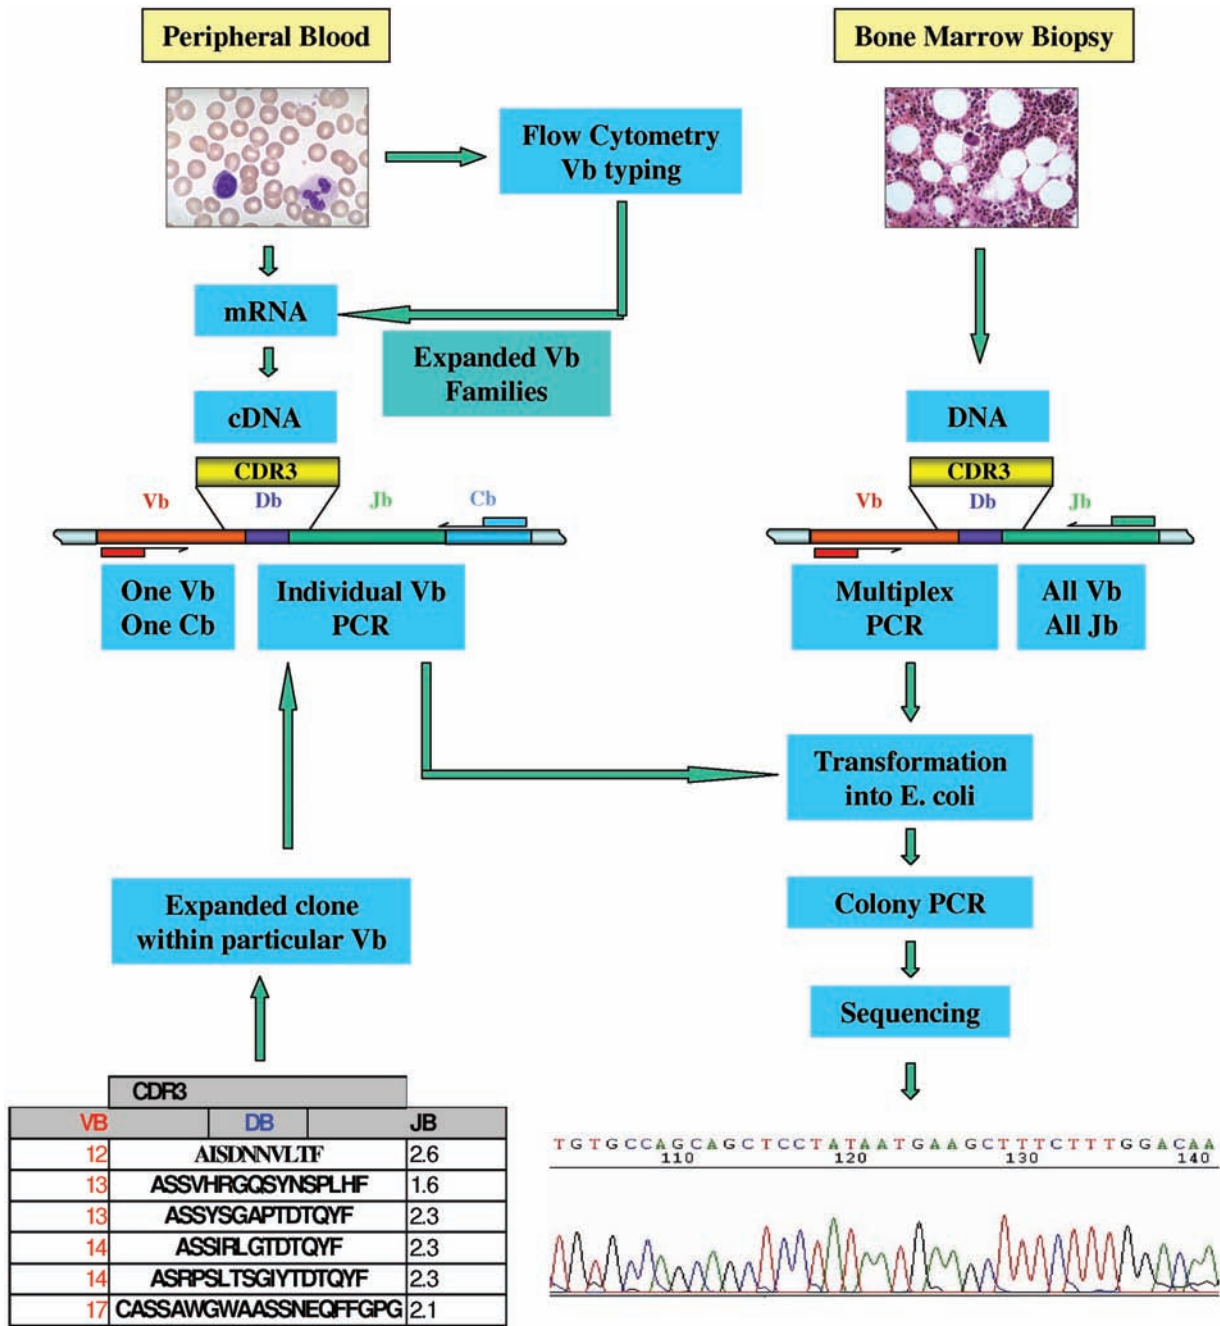 Peripheral Blood
Bone Marrow Biopsy
Flow Cytometry
Vb typing
mRNA
Expanded Vb
Families
cDNA
DNA
CDR3
CDR3
Vb Db Jb Cb
Vb Db Jb
One Vb
One Cb
Individual Vb
PCR
Multiplex
PCR
All Vb
All Jb
Transformation
into E. coli
Expanded clone
within particular Vb
Colony PCR
Sequencing
CDR3
VB DB JB
12 AISDNNVLTF 2.6
13 ASSVHRGQSYNSPLHF 1.6
13 ASSYSGAPTDTQYF 2.3
14 ASSIRLGTDTQYF 2.3
14 ASRPSLTSGIYTDTQYF 2.3
17 CASSAWGWAASSNEQFFGPG 2.1
TGTGCCAGCAGCTCCTATAATGAAGCTTTCTTTGGACAA
110 120 130 140